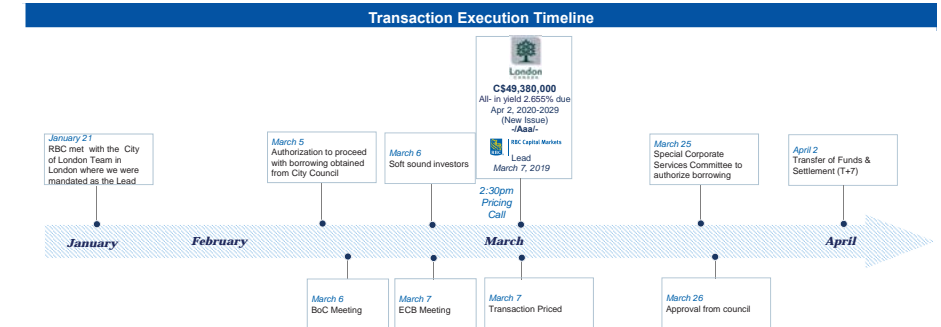 Transaction Execution Timeline
London
CANADA
C$49,380,000
All- in yield 2.655% due
Apr 2, 2020-2029
(New Issue)
-/Aaa/-
RBC
RBC Capital Markets
Lead
March 7, 2019
January 21
RBC met with the City
of London Team in
London where we were
mandated as the Lead
March 5
Authorization to proceed
with borrowing obtained
from City Council
March 6
Soft sound investors
2:30pm
Pricing
Call
March 25
Special Corporate
Services Committee to
authorize borrowing
April 2
Transfer of Funds &
Settlement (T+7)
January
February
March
April
March 6
BoC Meeting
March 7
ECB Meeting
March 7
Transaction Priced
March 26
Approval from council